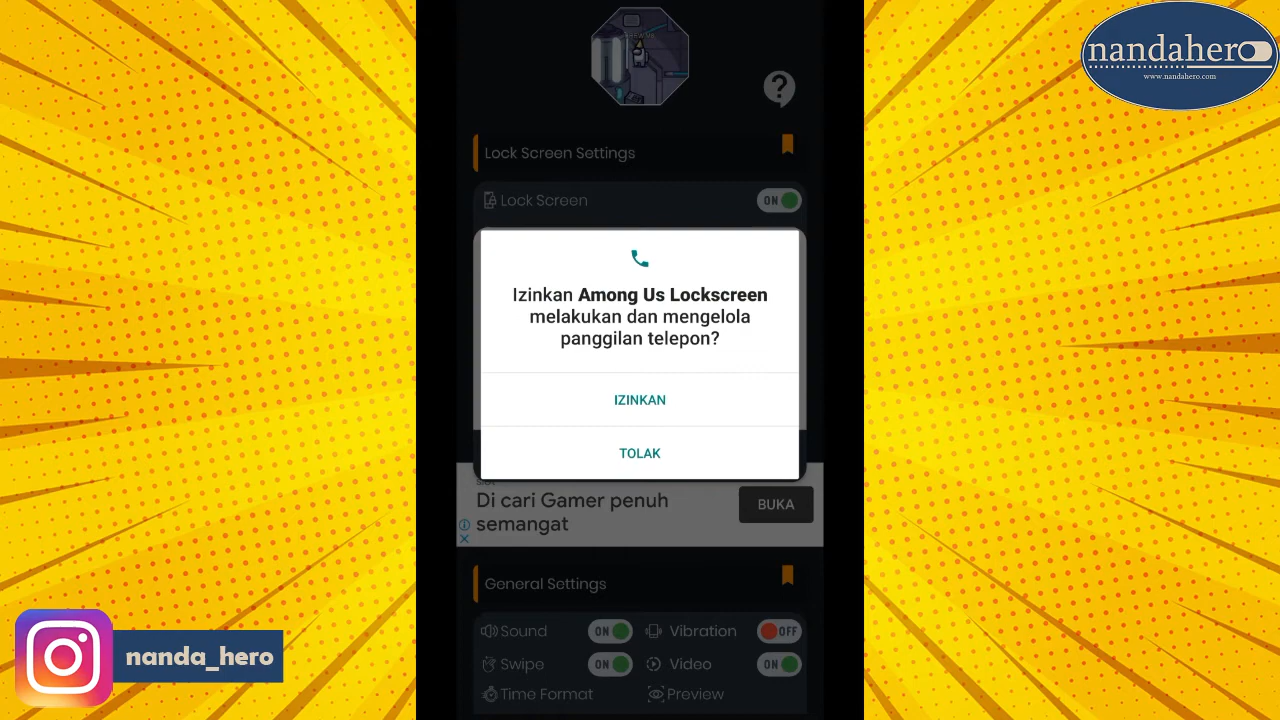 nandahero
www.nandahero.com
Lock Screen Settings
Lock Screen
ON
Izinkan Among Us Lockscreen
melakukan dan mengelola
panggilan telepon?
IZINKAN
TOLAK
Di cari Gamer penuh
semangat
BUKA
General Settings
Sound ON Vibration OFF
Swipe ON Video ON
Time Format Preview
nanda_hero